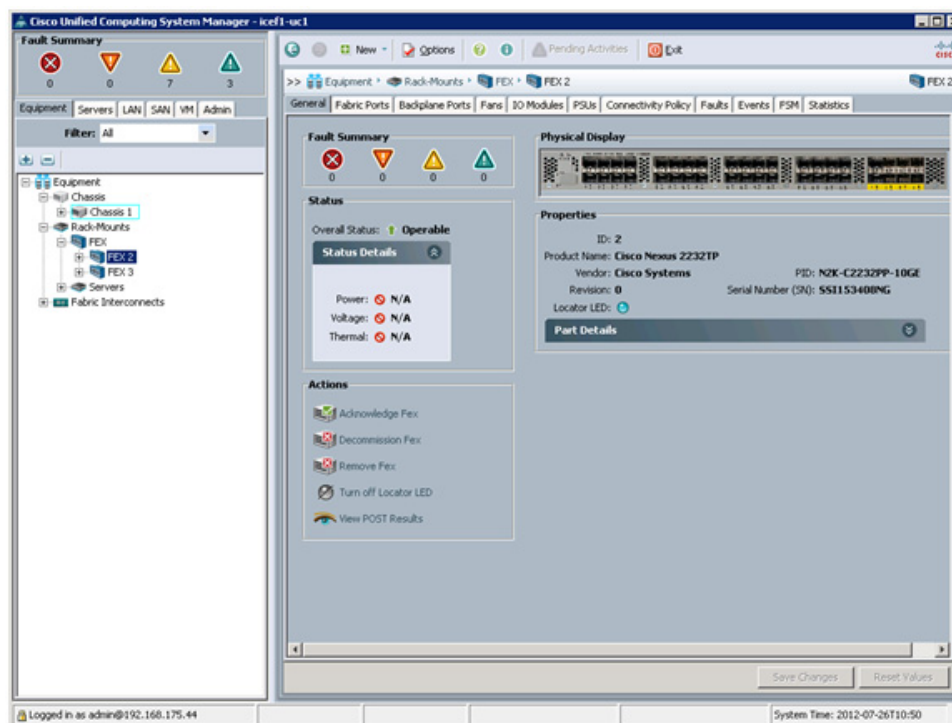 Cisco Unified Computing System Manager - icef1-uc1
Fault Summary
0 0 7 3
Equipment Servers LAN SAN VM Admin
Filter: All
Equipment
Chassis
Chassis 1
Rack-Mounts
FEX
FEX 2
FEX 3
Servers
Fabric Interconnects
New Options Pending Activities Exit
>> Equipment Rack-Mounts FEX FEX 2 FEX 2
General Fabric Ports Backplane Ports Fans IO Modules PSUs Connectivity Policy Faults Events FSM Statistics
Fault Summary
0 0 0 0
Status
Overall Status: Operable
Status Details
Power: N/A
Voltage: N/A
Thermal: N/A
Actions
Acknowledge Fex
Decommission Fex
Remove Fex
Turn off Locator LED
View POST Results
Physical Display
Properties
ID: 2
Product Name: Cisco Nexus 2232TP
Vendor: Cisco Systems PID: N2K-C2232PP-10GE
Revision: 0 Serial Number (SN): SSI153408NG
Locator LED:
Part Details
Save Changes Reset Values
Logged in as admin@192.168.175.44
System Time: 2012-07-26T10:50